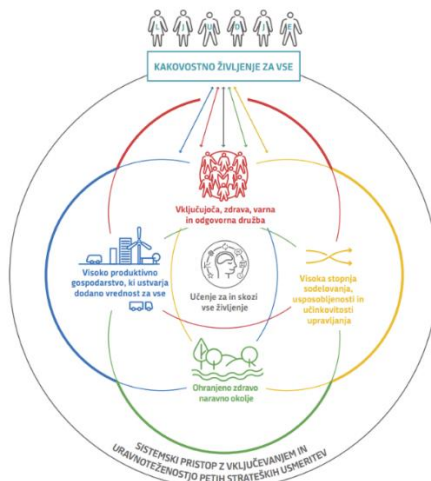 L J U D J E
KAKOVOSTNO ŽIVLJENJE ZA VSE
Vključujoča, zdrava, varna
in odgovorna družba
Visoko produktivno
gospodarstvo, ki ustvarja
dodano vrednost za vse
Učenje za in skozi
vse življenje
Visoka stopnja
sodelovanja,
usposobljenosti in
učinkovitosti
upravljanja
Ohranjeno zdravo
naravno okolje
SISTEMSKI PRISTOP Z VKLJUČEVANJEM IN
URAVNOTEŽENOSTJO PETIH STRATEŠKIH USMERITEV